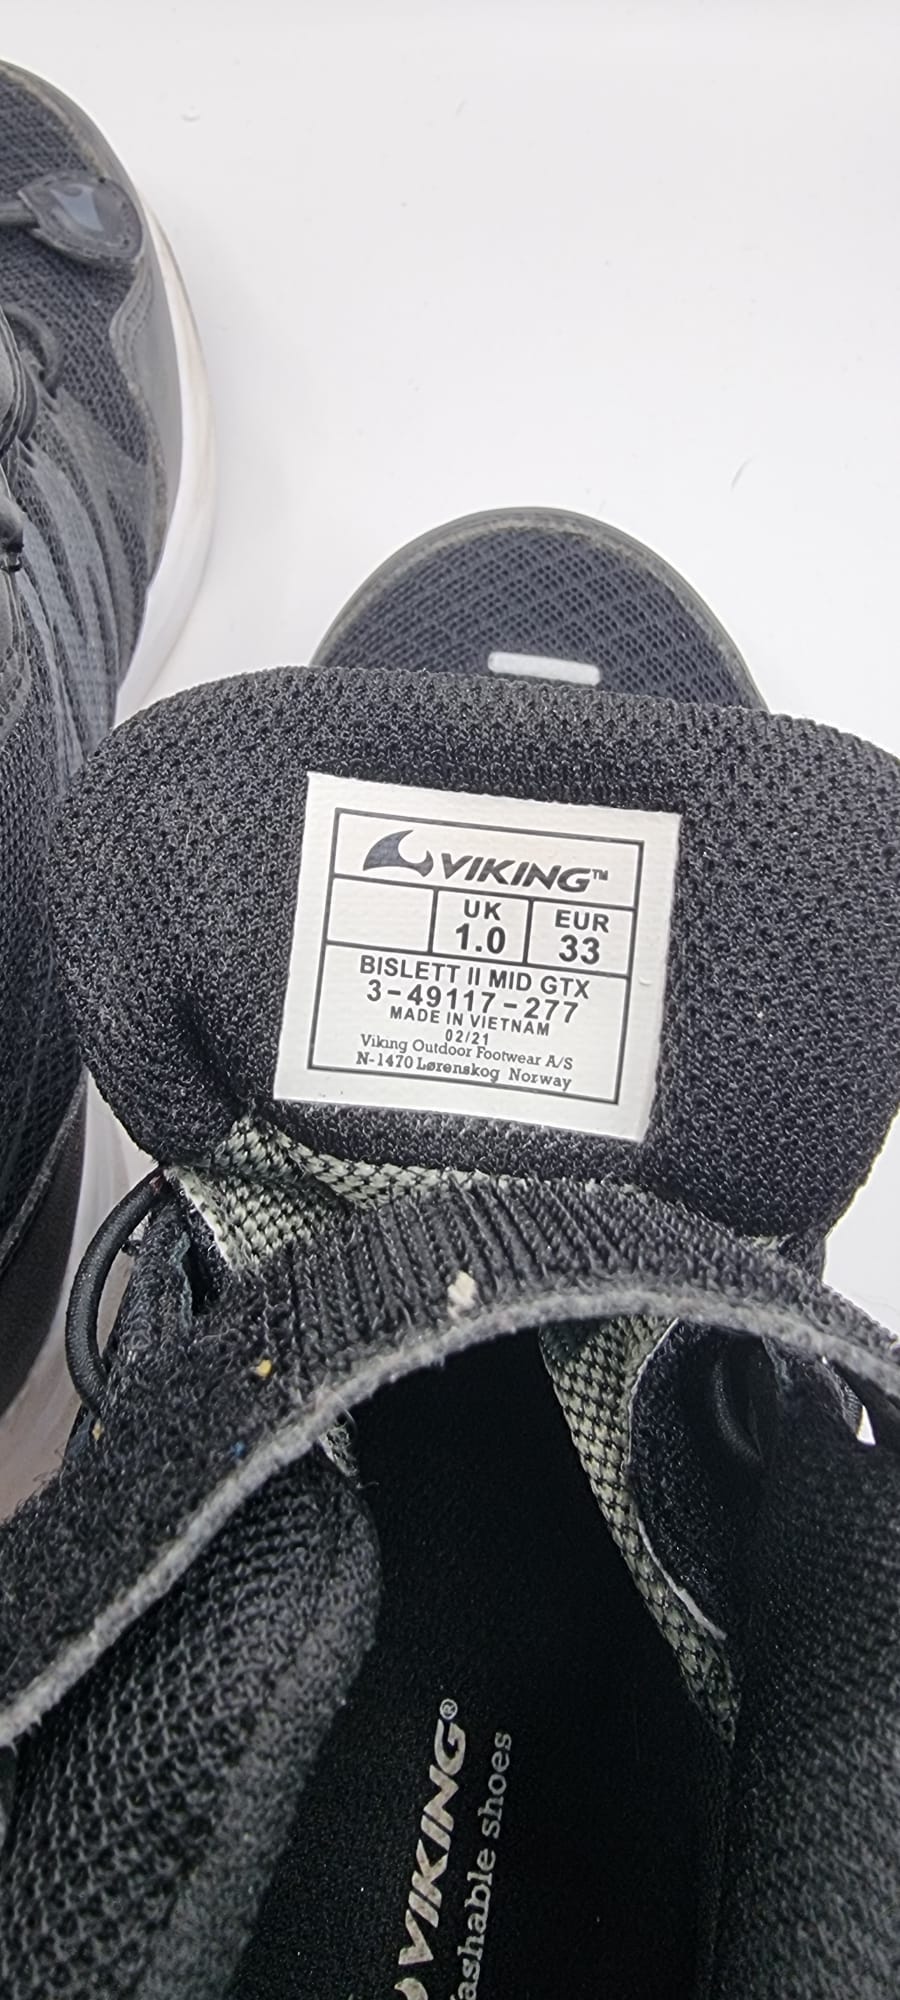 VIKING™
UK
1.0
EUR
33
BISLETT II MID GTX
3-49117-277
MADE IN VIETNAM
02/21
Viking Outdoor Footwear A/S
N-1470 Lørenskog Norway
VIKING®
shoes